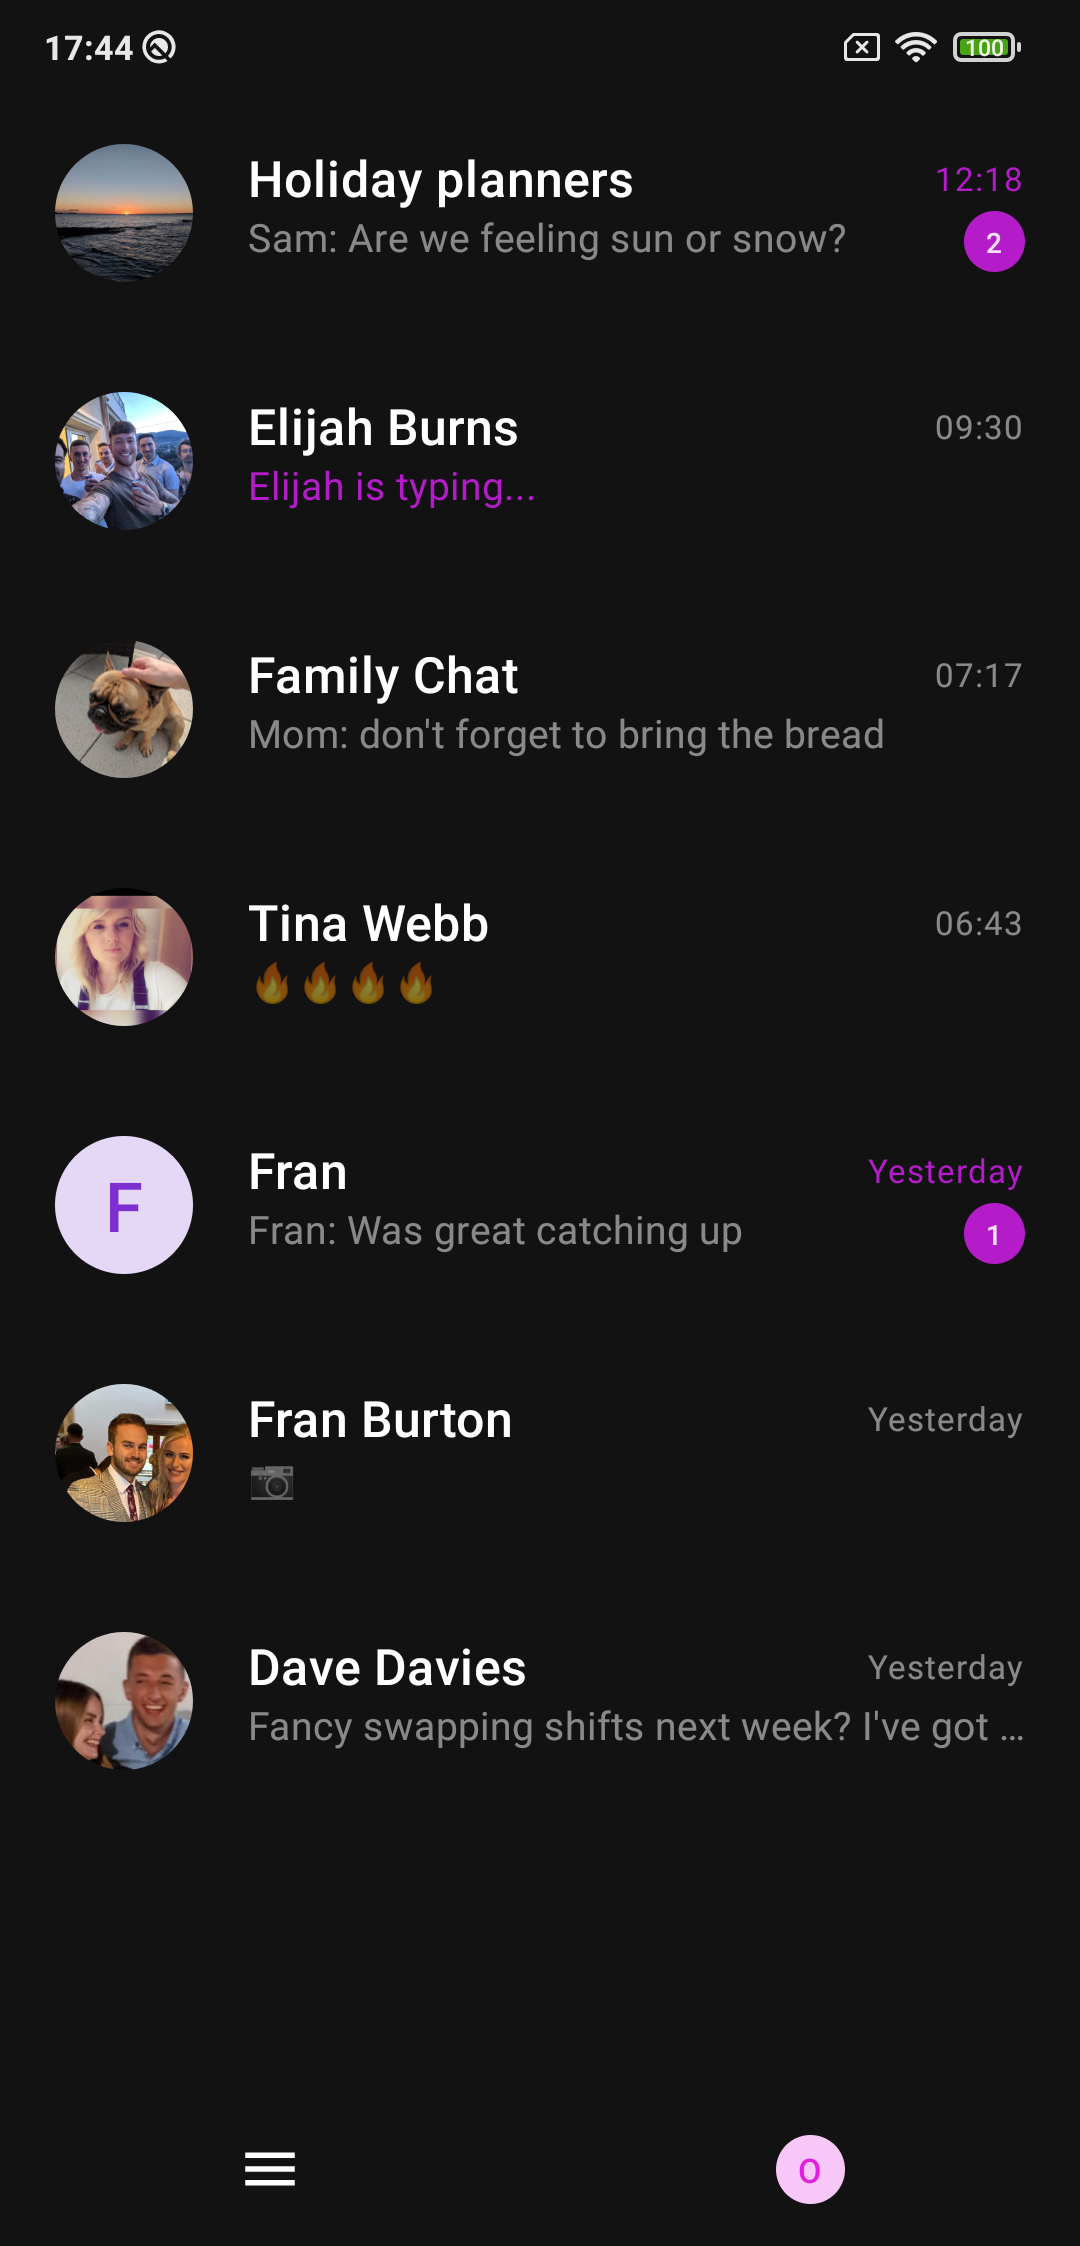 17:44
100
Holiday planners
12:18
Sam: Are we feeling sun or snow?
2
Elijah Burns
09:30
Elijah is typing...
Family Chat
07:17
Mom: don't forget to bring the bread
Tina Webb
06:43
🔥🔥🔥🔥
F
Fran
Yesterday
Fran: Was great catching up
1
Fran Burton
Yesterday
📷
Dave Davies
Yesterday
Fancy swapping shifts next week? I've got ...
O